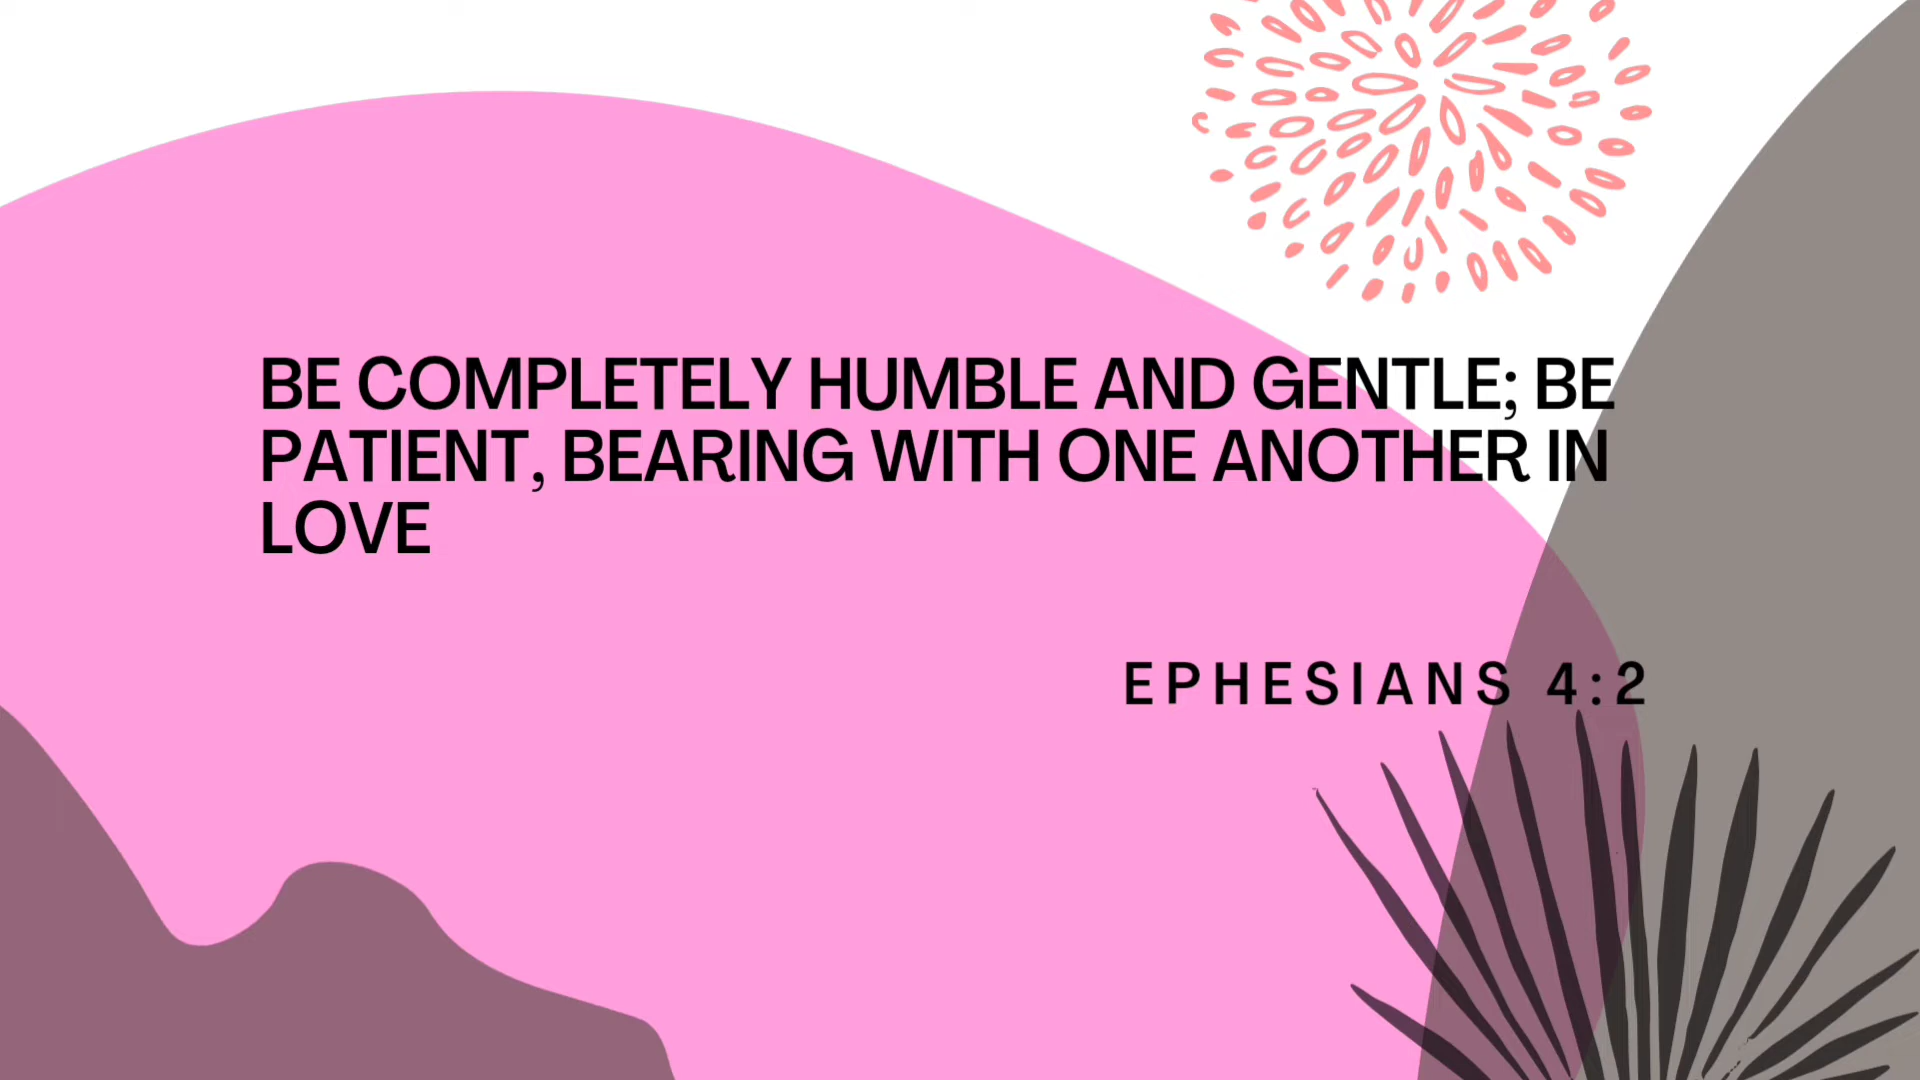 BE COMPLETELY HUMBLE AND GENTLE; BE
PATIENT, BEARING WITH ONE ANOTHER IN
LOVE
EPHESIANS 4:2